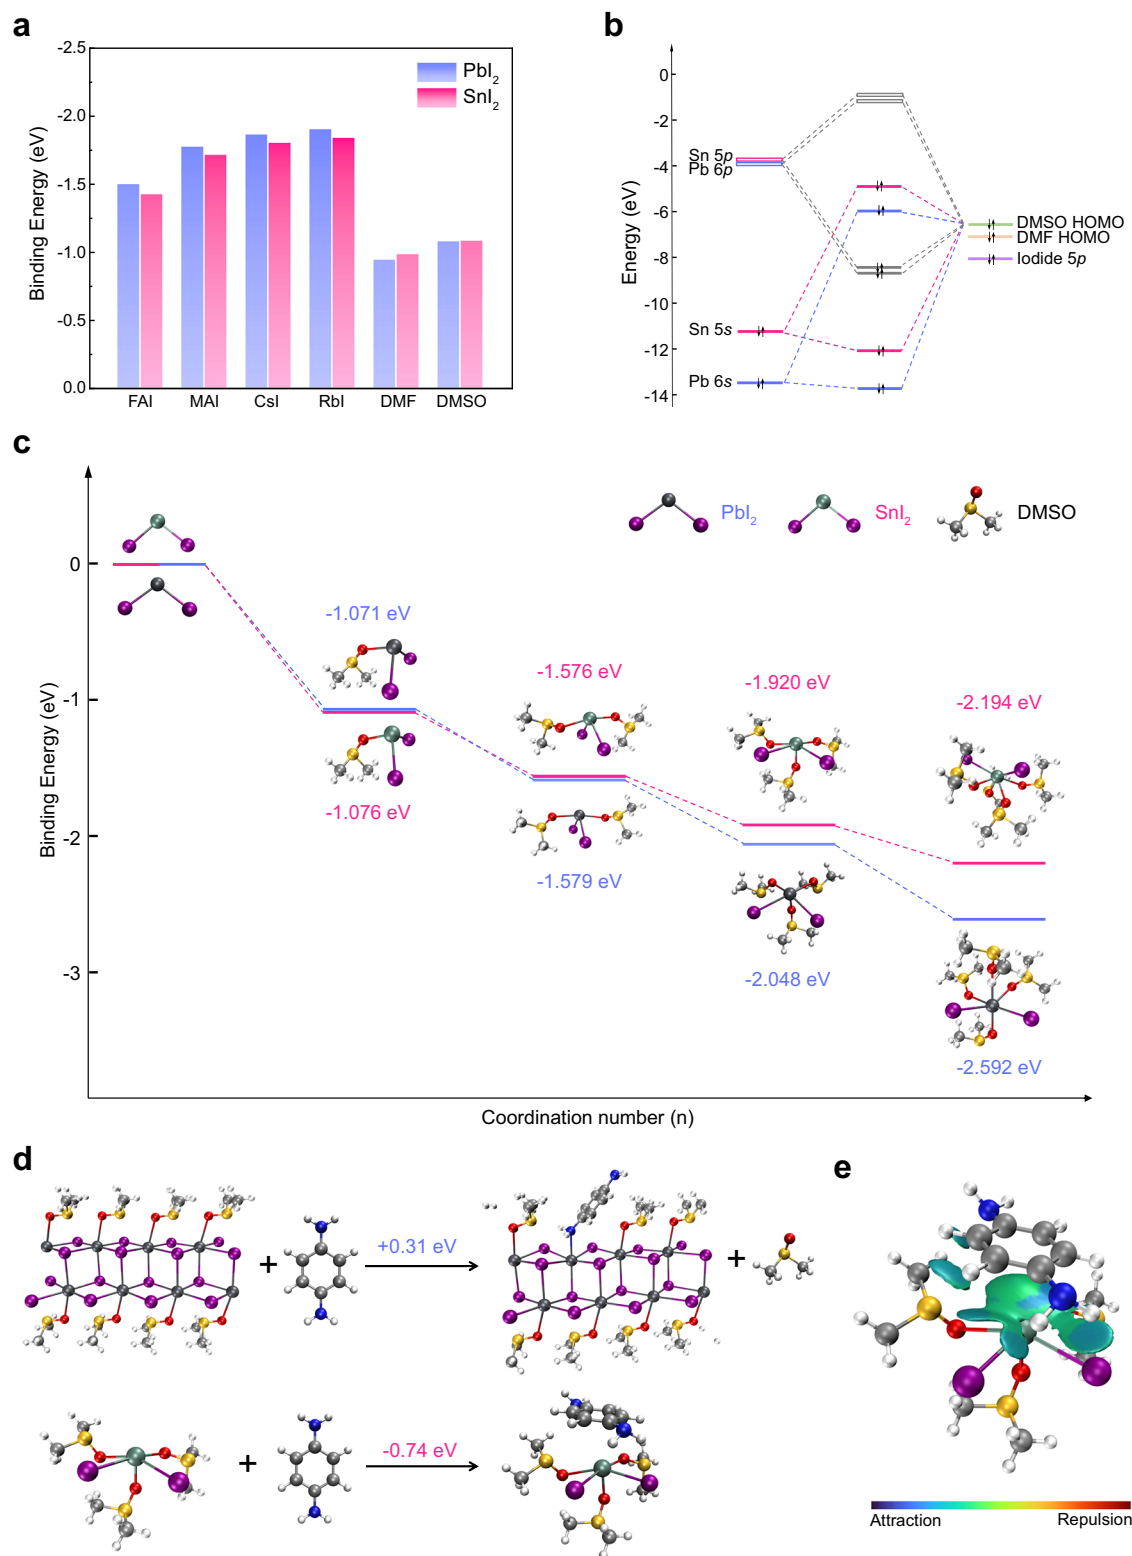 a
-2.5
-2.0
-1.5
-1.0
-0.5
0.0
Binding Energy (eV)
PbI2
SnI2
FAI MAI CsI RbI DMF DMSO
b
0
-2
-4
-6
-8
-10
-12
-14
Energy (eV)
Sn 5p
Pb 6p
Sn 5s
Pb 6s
DMSO HOMO
DMF HOMO
Iodide 5p
c
0
-1
-2
-3
Binding Energy (eV)
PbI2 SnI2 DMSO
-1.071 eV
-1.076 eV
-1.576 eV
-1.579 eV
-1.920 eV
-2.048 eV
-2.194 eV
-2.592 eV
Coordination number (n)
d
+ +0.31 eV +
+ -0.74 eV
e
Attraction Repulsion